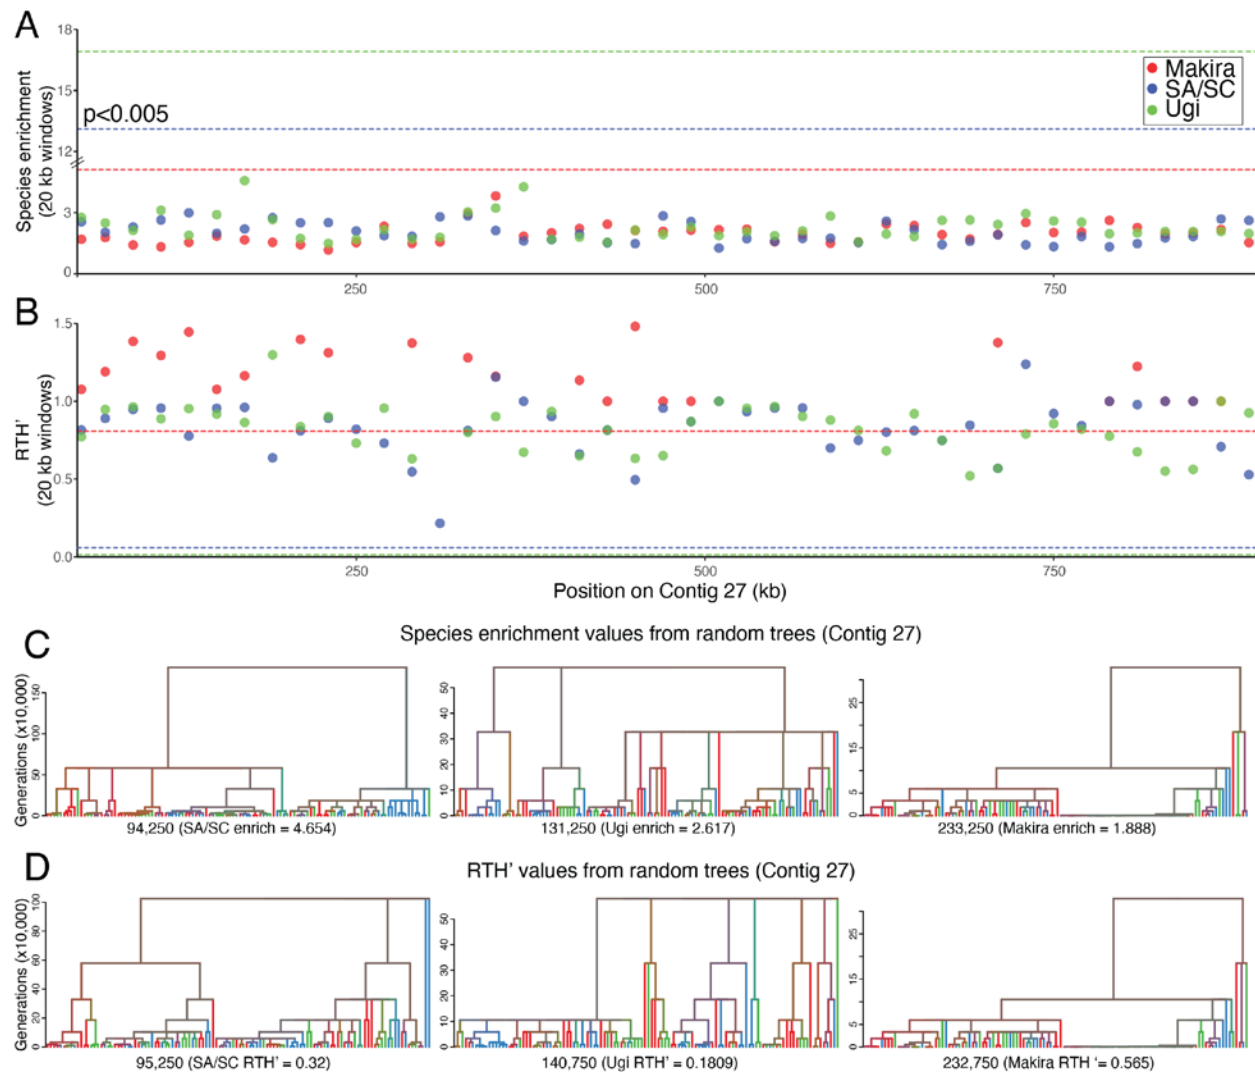 A
18
15
12
3
0
Species enrichment
(20 kb windows)
p<0.005
Makira
SA/SC
Ugi
250
500
750
B
1.5
1.0
0.5
0.0
RTH'
(20 kb windows)
250
500
750
Position on Contig 27 (kb)
C
Species enrichment values from random trees (Contig 27)
Generations (x10,000)
150
100
50
0
50
40
30
20
10
0
25
15
5
0
94,250 (SA/SC enrich = 4.654)
131,250 (Ugi enrich = 2.617)
233,250 (Makira enrich = 1.888)
D
RTH' values from random trees (Contig 27)
Generations (x10,000)
100
80
60
40
20
0
50
40
30
20
10
0
25
15
5
0
95,250 (SA/SC RTH' = 0.32)
140,750 (Ugi RTH' = 0.1809)
232,750 (Makira RTH '= 0.565)